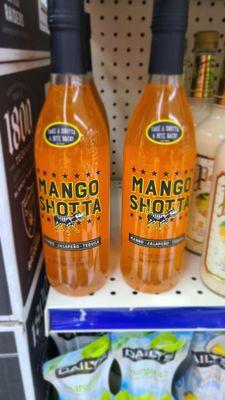 TAKE A SHOTTA
& BITE BACK!
MANGO
SHOTTA
MANGO · JALAPEÑO · TEQUILA
TAKE A SHOTTA
& BITE BACK!
MANGO
SHOTTA
MANGO · JALAPEÑO · TEQUILA
1800
DAILY'S
DAILY'S